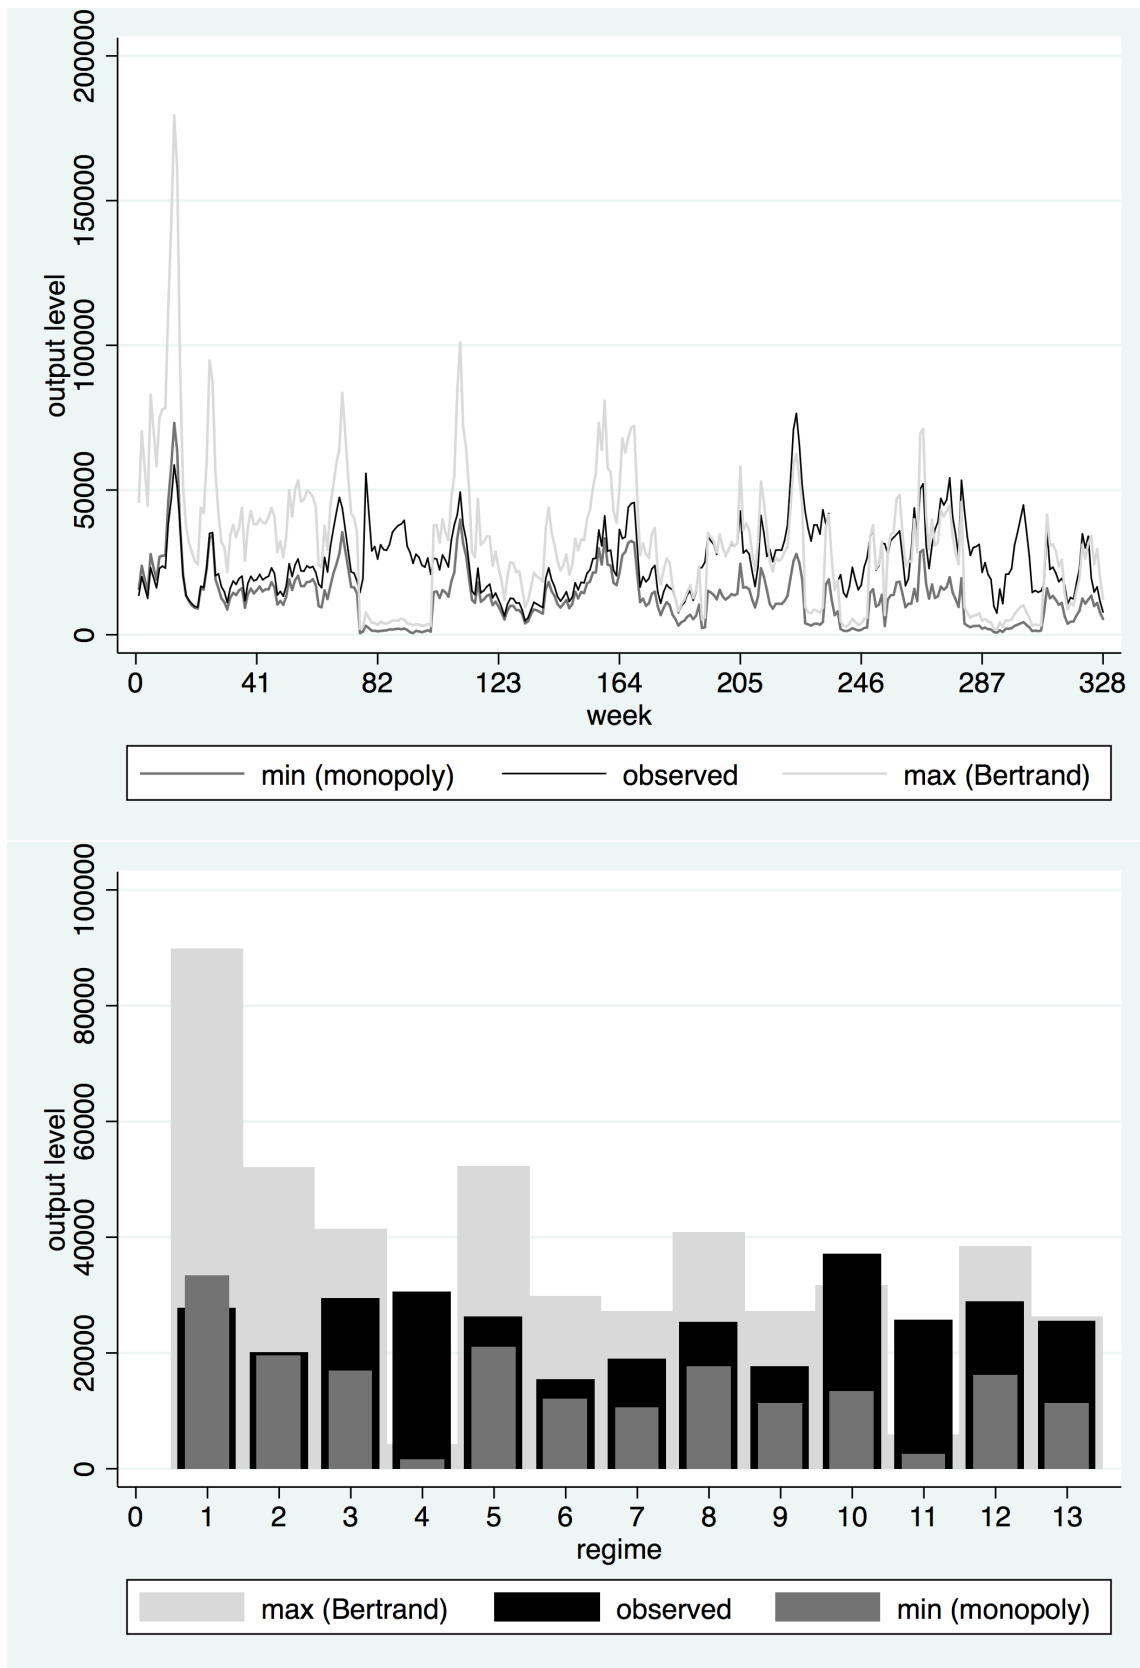 output level
200000
150000
100000
50000
0
0 41 82 123 164 205 246 287 328
week
min (monopoly) observed max (Bertrand)
output level
100000
80000
60000
40000
20000
0
0 1 2 3 4 5 6 7 8 9 10 11 12 13
regime
max (Bertrand) observed min (monopoly)